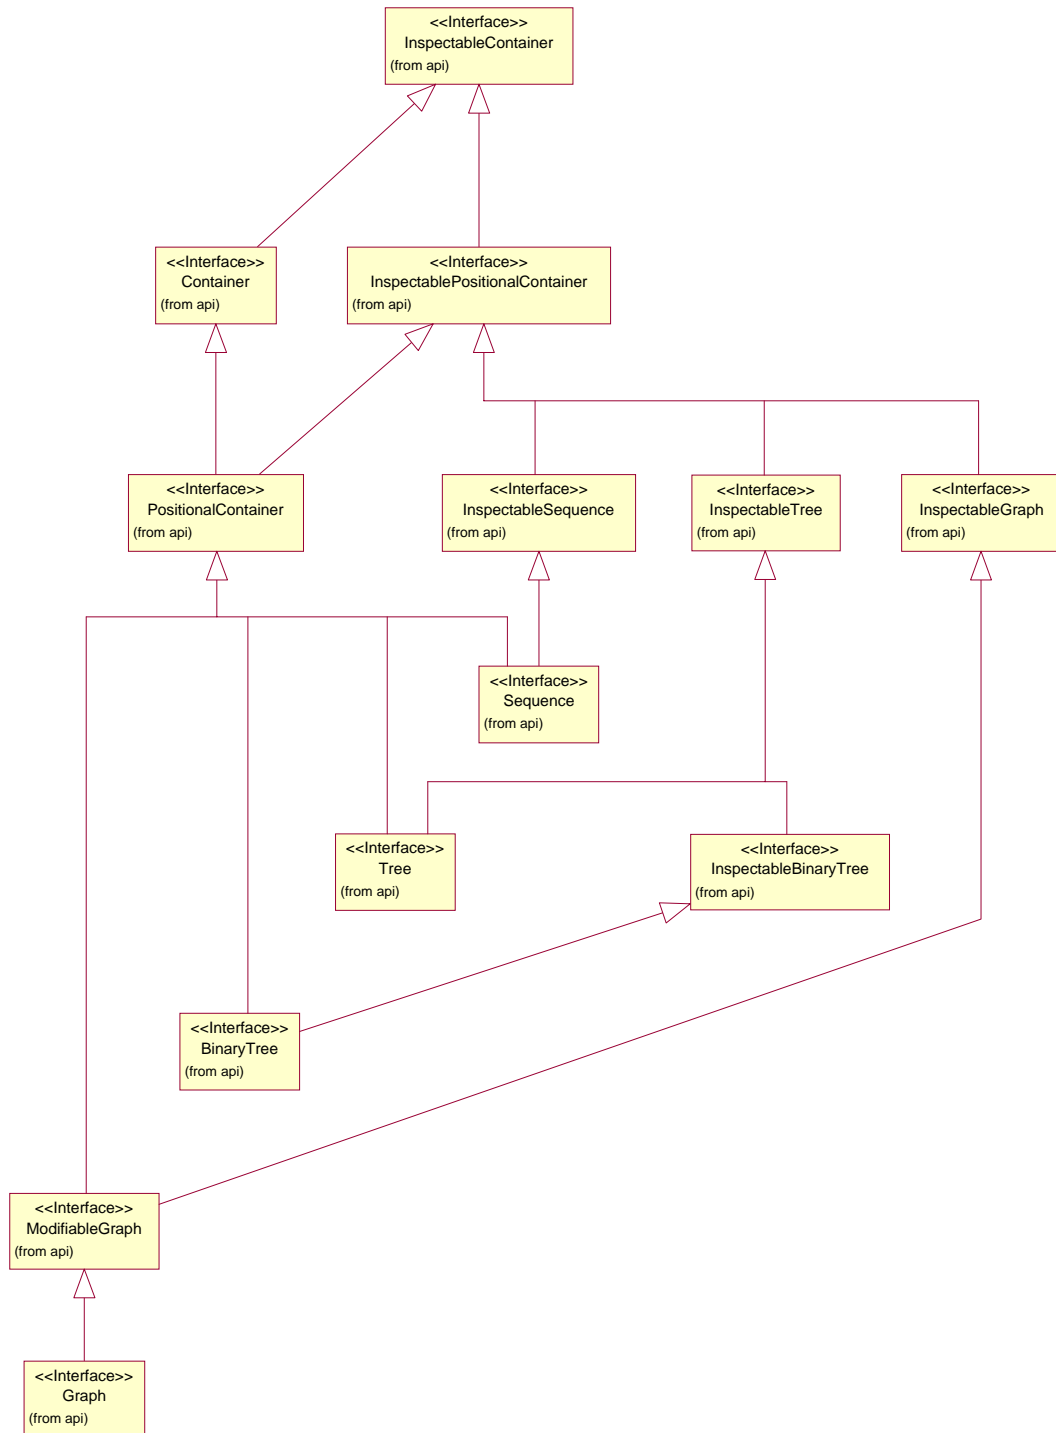 <<Interface>>
InspectableContainer
(from api)
<<Interface>>
Container
(from api)
<<Interface>>
InspectablePositionalContainer
(from api)
<<Interface>>
PositionalContainer
(from api)
<<Interface>>
InspectableSequence
(from api)
<<Interface>>
InspectableTree
(from api)
<<Interface>>
InspectableGraph
(from api)
<<Interface>>
Sequence
(from api)
<<Interface>>
Tree
(from api)
<<Interface>>
InspectableBinaryTree
(from api)
<<Interface>>
BinaryTree
(from api)
<<Interface>>
ModifiableGraph
(from api)
<<Interface>>
Graph
(from api)